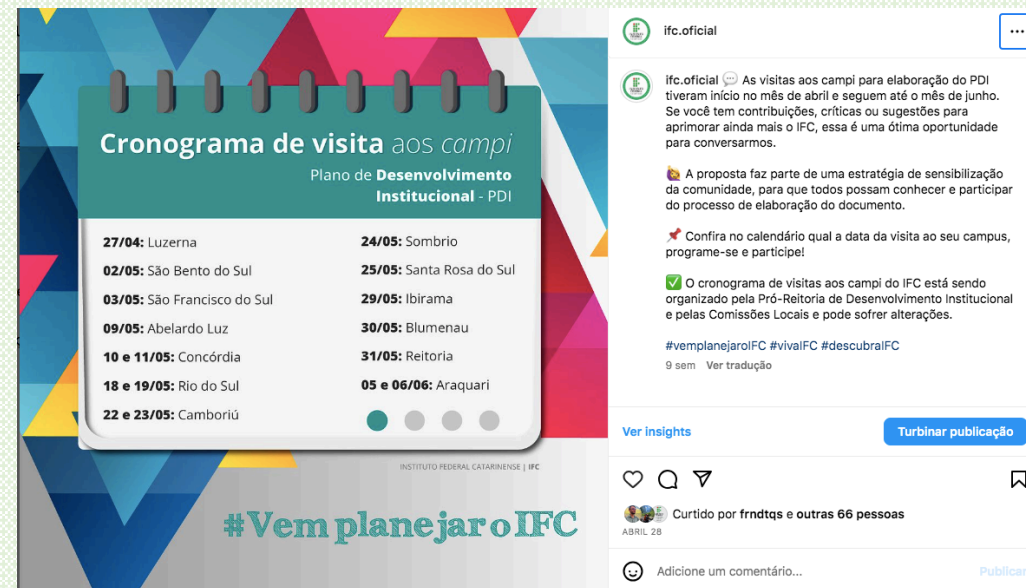 Cronograma de visita aos campi
Plano de Desenvolvimento
Institucional - PDI
27/04: Luzerna
02/05: São Bento do Sul
03/05: São Francisco do Sul
09/05: Abelardo Luz
10 e 11/05: Concórdia
18 e 19/05: Rio do Sul
22 e 23/05: Camboriú
24/05: Sombrio
25/05: Santa Rosa do Sul
29/05: Ibirama
30/05: Blumenau
31/05: Reitoria
05 e 06/06: Araquari
INSTITUTO FEDERAL CATARINENSE | IFC
#Vem planejar o IFC
ifc.oficial
ifc.oficial 💬 As visitas aos campi para elaboração do PDI
tiveram início no mês de abril e seguem até o mês de junho.
Se você tem contribuições, críticas ou sugestões para
aprimorar ainda mais o IFC, essa é uma ótima oportunidade
para conversarmos.
🙋 A proposta faz parte de uma estratégia de sensibilização
da comunidade, para que todos possam conhecer e participar
do processo de elaboração do documento.
📌 Confira no calendário qual a data da visita ao seu campus,
programe-se e participe!
✅ O cronograma de visitas aos campi do IFC está sendo
organizado pela Pró-Reitoria de Desenvolvimento Institucional
e pelas Comissões Locais e pode sofrer alterações.
#vemplanejaroIFC #vivaIFC #descubraIFC
9 sem Ver tradução
Ver insights
Turbinar publicação
Curtido por frndtqs e outras 66 pessoas
ABRIL 28
Adicione um comentário...
Publicar